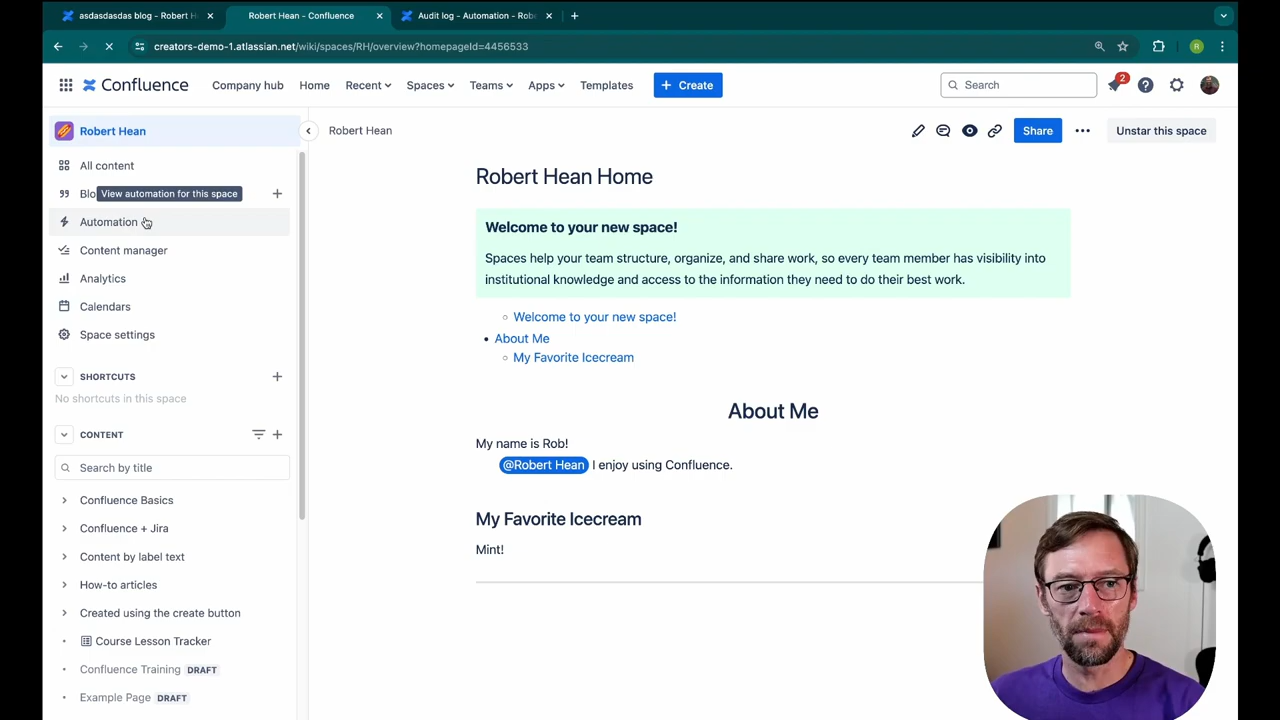 asdasdasdas blog - Robert H
Robert Hean - Confluence
Audit log - Automation - Rob
creators-demo-1.atlassian.net/wiki/spaces/RH/overview?homepageId=4456533
R
Confluence
Company hub
Home
Recent
Spaces
Teams
Apps
Templates
+ Create
Search
2
Robert Hean
All content
Blo
View automation for this space
Automation
Content manager
Analytics
Calendars
Space settings
SHORTCUTS
No shortcuts in this space
CONTENT
Search by title
Confluence Basics
Confluence + Jira
Content by label text
How-to articles
Created using the create button
Course Lesson Tracker
Confluence Training DRAFT
Example Page DRAFT
Robert Hean
Share
Unstar this space
Robert Hean Home
Welcome to your new space!
Spaces help your team structure, organize, and share work, so every team member has visibility into
institutional knowledge and access to the information they need to do their best work.
Welcome to your new space!
About Me
My Favorite Icecream
About Me
My name is Rob!
@Robert Hean I enjoy using Confluence.
My Favorite Icecream
Mint!